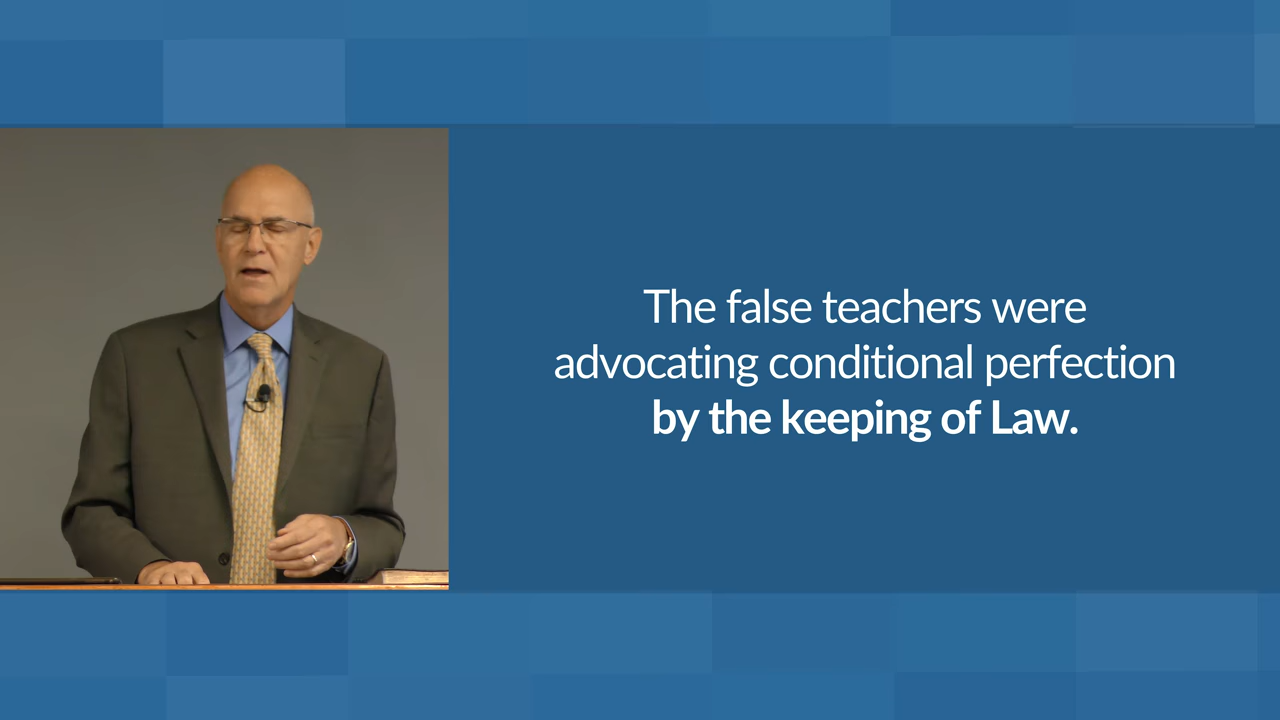 The false teachers were
advocating conditional perfection
by the keeping of Law.